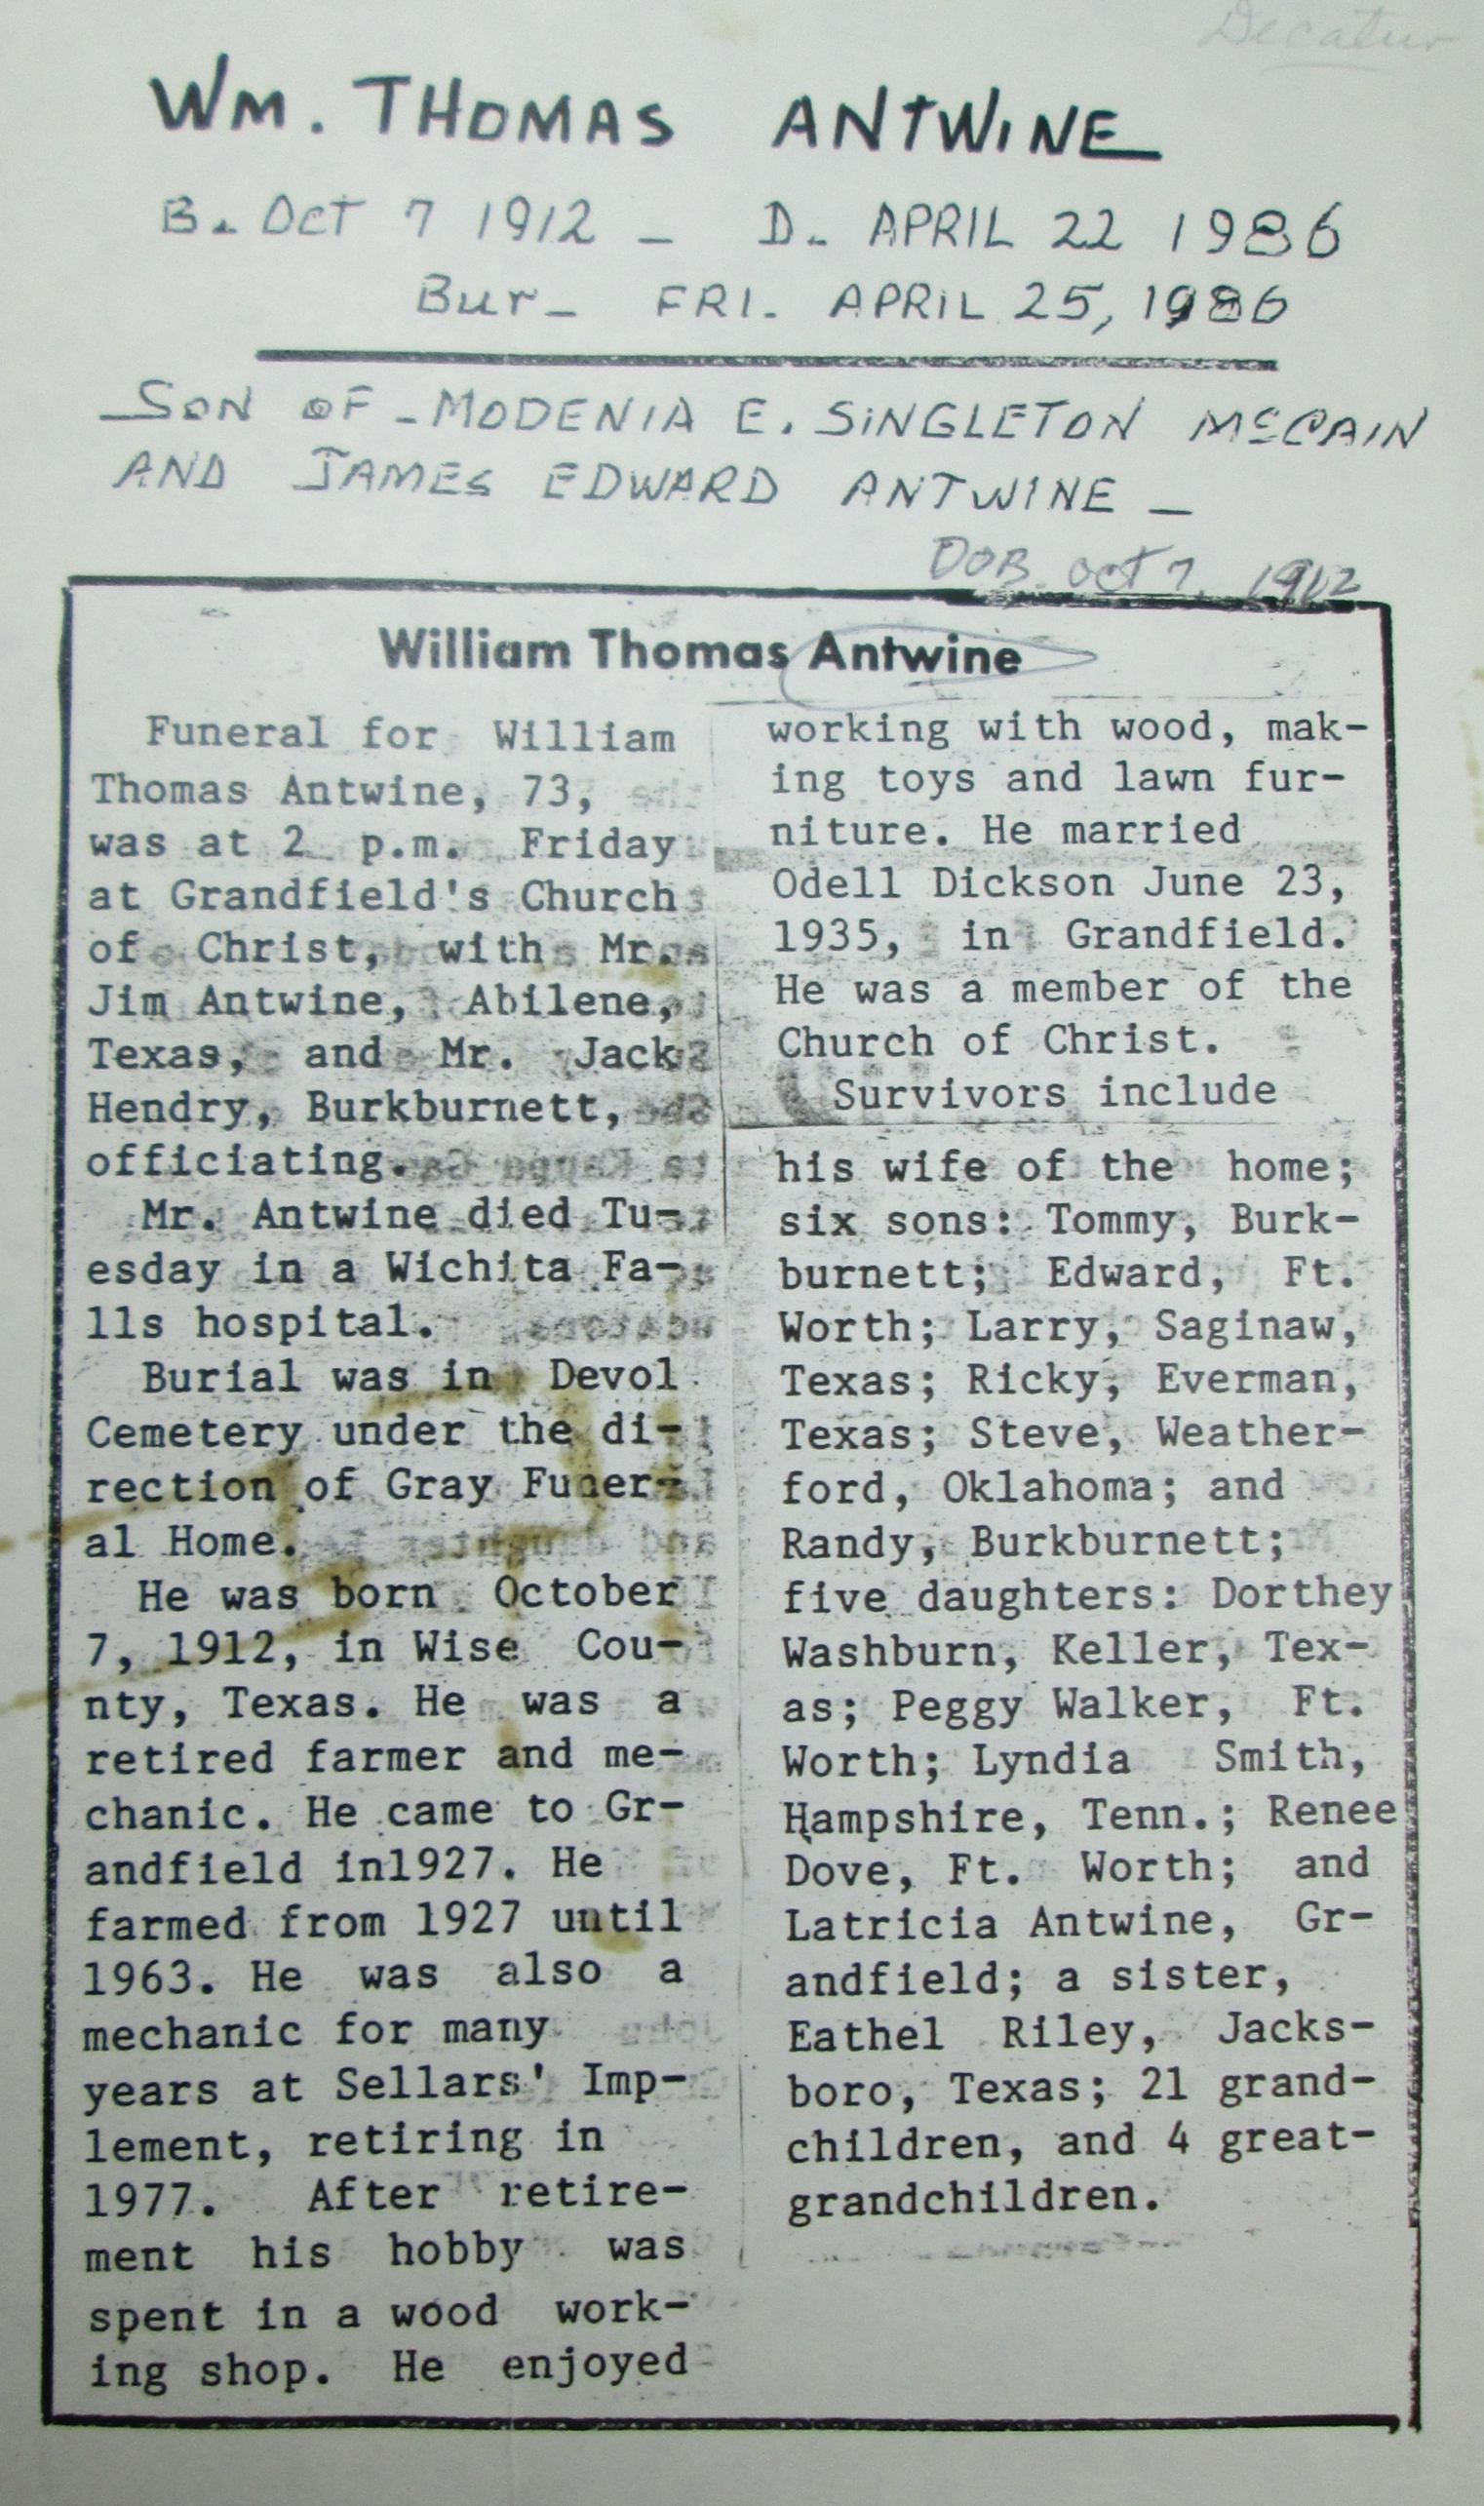 Decatur
WM. THOMAS ANTWINE
B. OCT 7 1912 - D. APRIL 22 1986
Bur- FRI. APRIL 25, 1986
SON OF - MODENIA E. SINGLETON McCAIN
AND JAMES EDWARD ANTWINE -
DOB. OCT 7, 1912
William Thomas Antwine
Funeral for William
Thomas Antwine, 73,
was at 2 p.m. Friday
at Grandfield's Church
of Christ, with Mr.
Jim Antwine, Abilene,
Texas, and Mr. Jack
Hendry, Burkburnett,
officiating.
Mr. Antwine died Tu-
esday in a Wichita Fa-
lls hospital.
Burial was in Devol
Cemetery under the di-
rection of Gray Funer-
al Home.
He was born October
7, 1912, in Wise Cou-
nty, Texas. He was a
retired farmer and me-
chanic. He came to Gr-
andfield in1927. He
farmed from 1927 until
1963. He was also a
mechanic for many
years at Sellars' Imp-
lement, retiring in
1977. After retire-
ment his hobby was
spent in a wood work-
ing shop. He enjoyed
working with wood, mak-
ing toys and lawn fur-
niture. He married
Odell Dickson June 23,
1935, in Grandfield.
He was a member of the
Church of Christ.
Survivors include
his wife of the home;
six sons: Tommy, Burk-
burnett; Edward, Ft.
Worth; Larry, Saginaw,
Texas; Ricky, Everman,
Texas; Steve, Weather-
ford, Oklahoma; and
Randy, Burkburnett;
five daughters: Dorthey
Washburn, Keller, Tex-
as; Peggy Walker, Ft.
Worth; Lyndia Smith,
Hampshire, Tenn.; Renee
Dove, Ft. Worth; and
Latricia Antwine, Gr-
andfield; a sister,
Eathel Riley, Jacks-
boro, Texas; 21 grand-
children, and 4 great-
grandchildren.